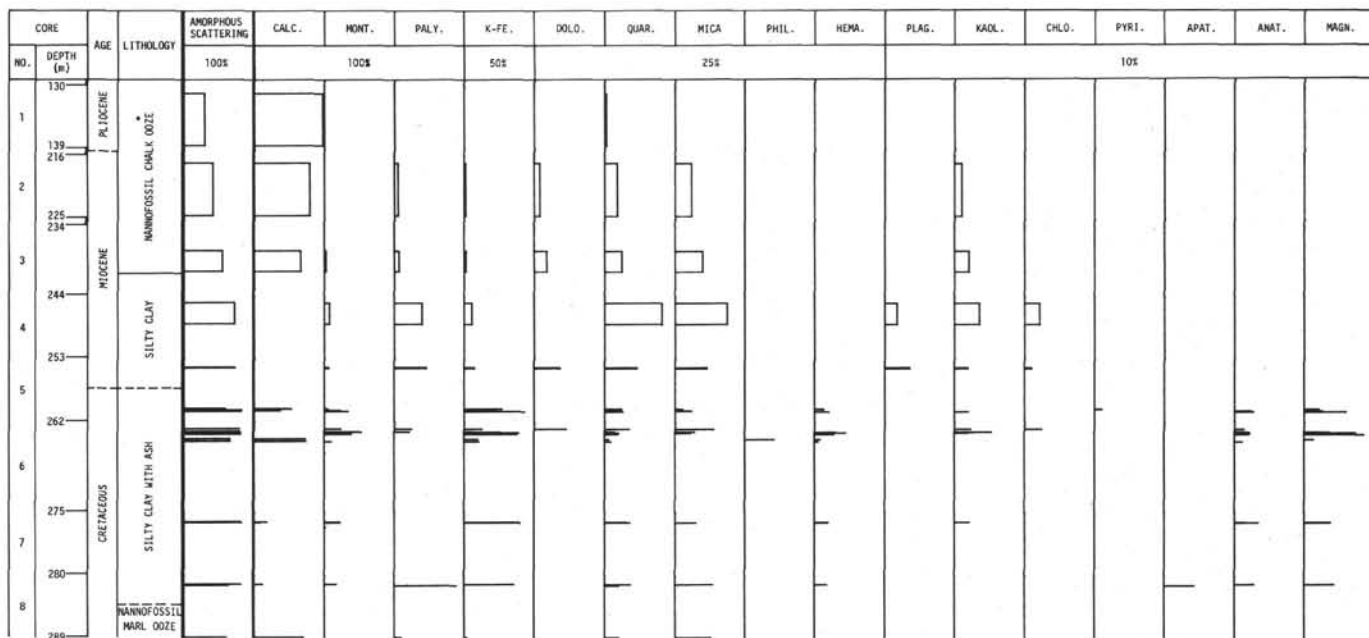 CORE
AGE
LITHOLOGY
AMORPHOUS
SCATTERING
CALC.
MONT.
PALY.
K-FE.
DOLO.
QUAR.
MICA
PHIL.
HEMA.
PLAG.
KAOL.
CHLO.
PYRI.
APAT.
ANAT.
MAGN.
NO.
DEPTH
(m)
100%
100%
50%
25%
10%
130
1
139
216
2
225
234
3
244
4
253
5
262
6
275
7
280
8
289
PLIOCENE
MIOCENE
CRETACEOUS
NANNOFOSSIL CHALK OOZE
*
SILTY CLAY
SILTY CLAY WITH ASH
NANNOFOSSIL
MARL OOZE